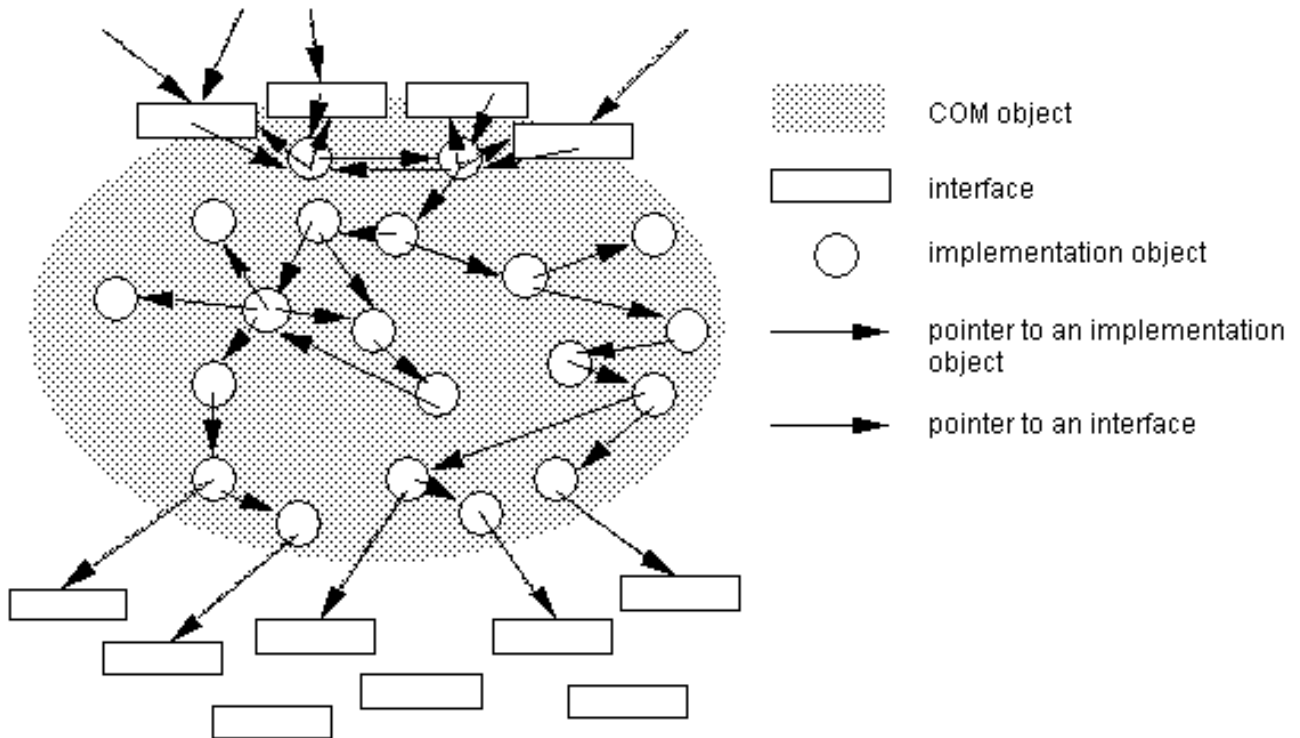 COM object
interface
implementation object
pointer to an implementation
object
pointer to an interface